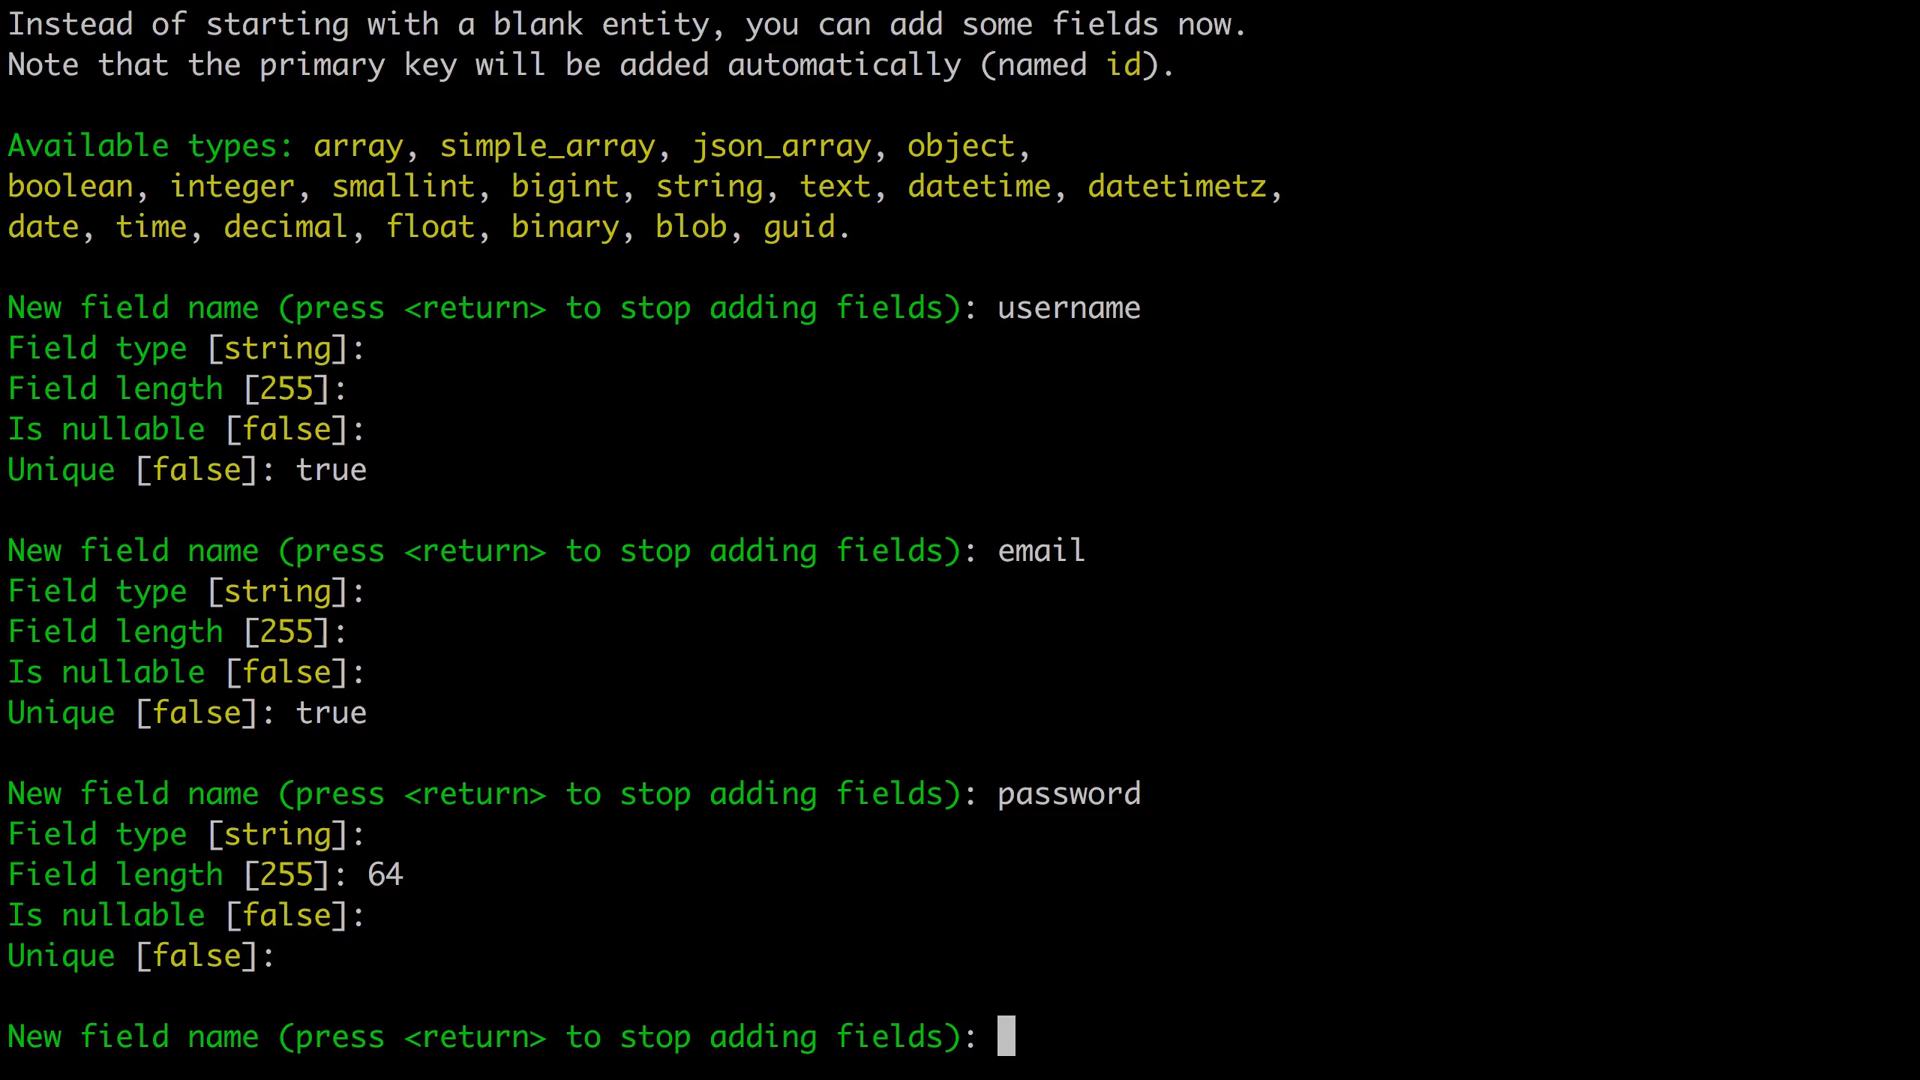 Instead of starting with a blank entity, you can add some fields now.
Note that the primary key will be added automatically (named id).
Available types: array, simple_array, json_array, object,
boolean, integer, smallint, bigint, string, text, datetime, datetimetz,
date, time, decimal, float, binary, blob, guid.
New field name (press <return> to stop adding fields): username
Field type [string]:
Field length [255]:
Is nullable [false]:
Unique [false]: true
New field name (press <return> to stop adding fields): email
Field type [string]:
Field length [255]:
Is nullable [false]:
Unique [false]: true
New field name (press <return> to stop adding fields): password
Field type [string]:
Field length [255]: 64
Is nullable [false]:
Unique [false]:
New field name (press <return> to stop adding fields):